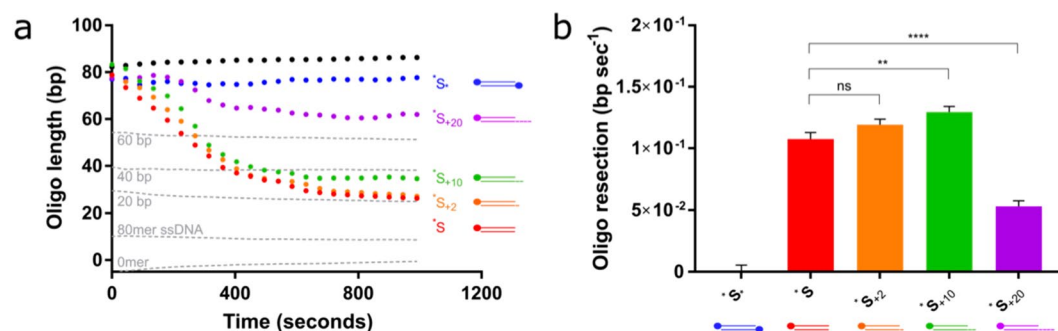 a
Oligo length (bp)
100
80
60
40
20
0
60 bp
40 bp
20 bp
80mer ssDNA
0mer
0
400
800
1200
Time (seconds)
*S*
*S+20
*S+10
*S+2
*S
b
Oligo resection (bp sec-1)
2×10-1
1.5×10-1
1×10-1
5×10-2
0
****
**
ns
*S*
*S
*S+2
*S+10
*S+20